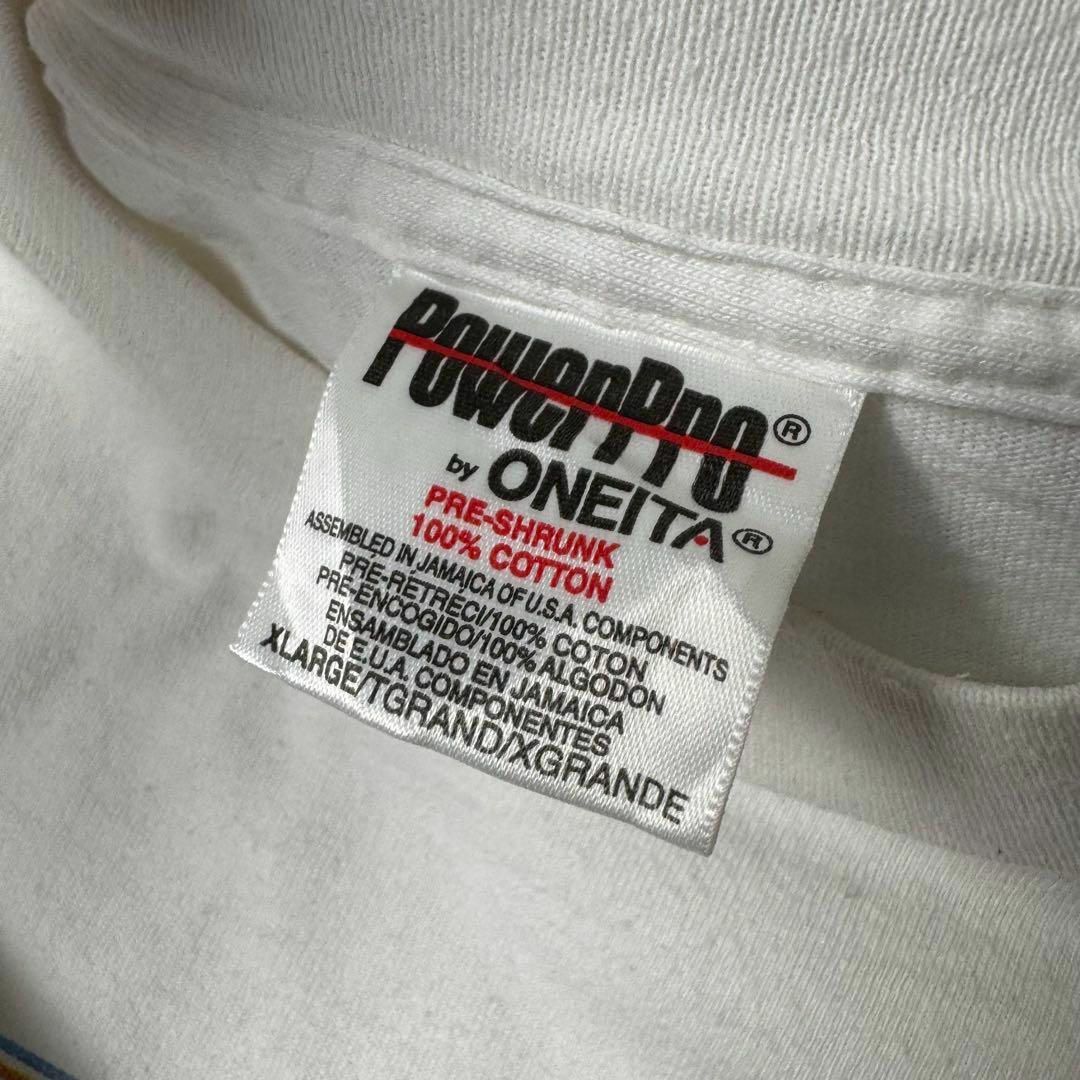 PowerPro®
by ONEITA®
PRE-SHRUNK
100% COTTON
ASSEMBLED IN JAMAICA OF U.S.A. COMPONENTS
PRE-RETRECI/100% COTON
PRE-ENCOGIDO/100% ALGODON
ENSAMBLADO EN JAMAICA
DE E.U.A. COMPONENTES
XLARGE/TGRAND/XGRANDE